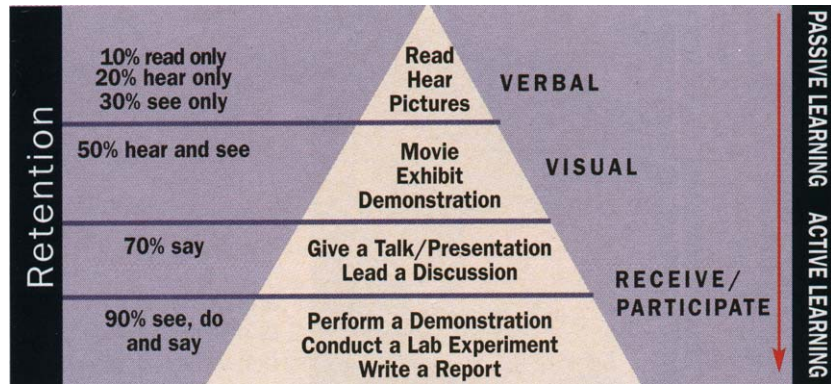 Retention
10% read only
20% hear only
30% see only
Read
Hear
Pictures
VERBAL
50% hear and see
Movie
Exhibit
Demonstration
VISUAL
70% say
Give a Talk/Presentation
Lead a Discussion
RECEIVE/
PARTICIPATE
90% see, do
and say
Perform a Demonstration
Conduct a Lab Experiment
Write a Report
PASSIVE LEARNING
ACTIVE LEARNING